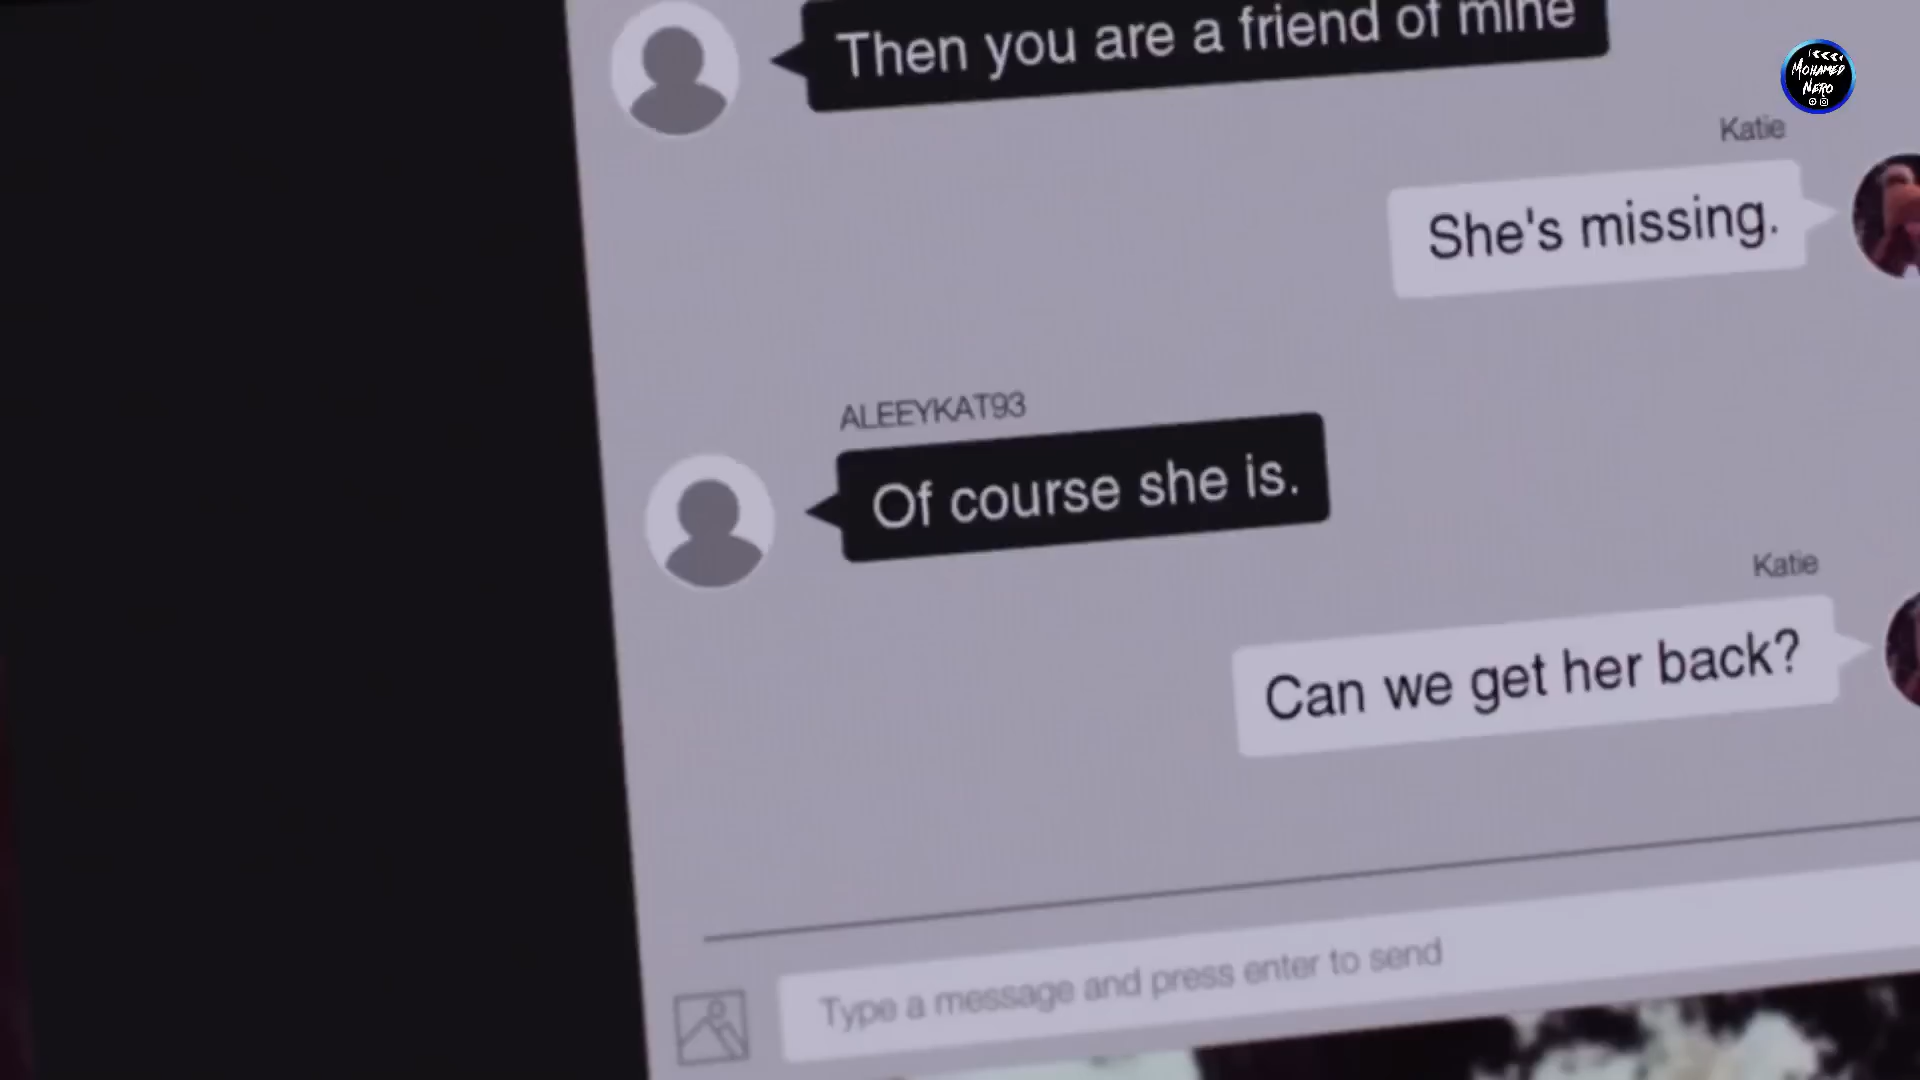 Then you are a friend of mine
MOHAMED
NERO
Katie
She's missing.
ALEEYKAT93
Of course she is.
Katie
Can we get her back?
Type a message and press enter to send